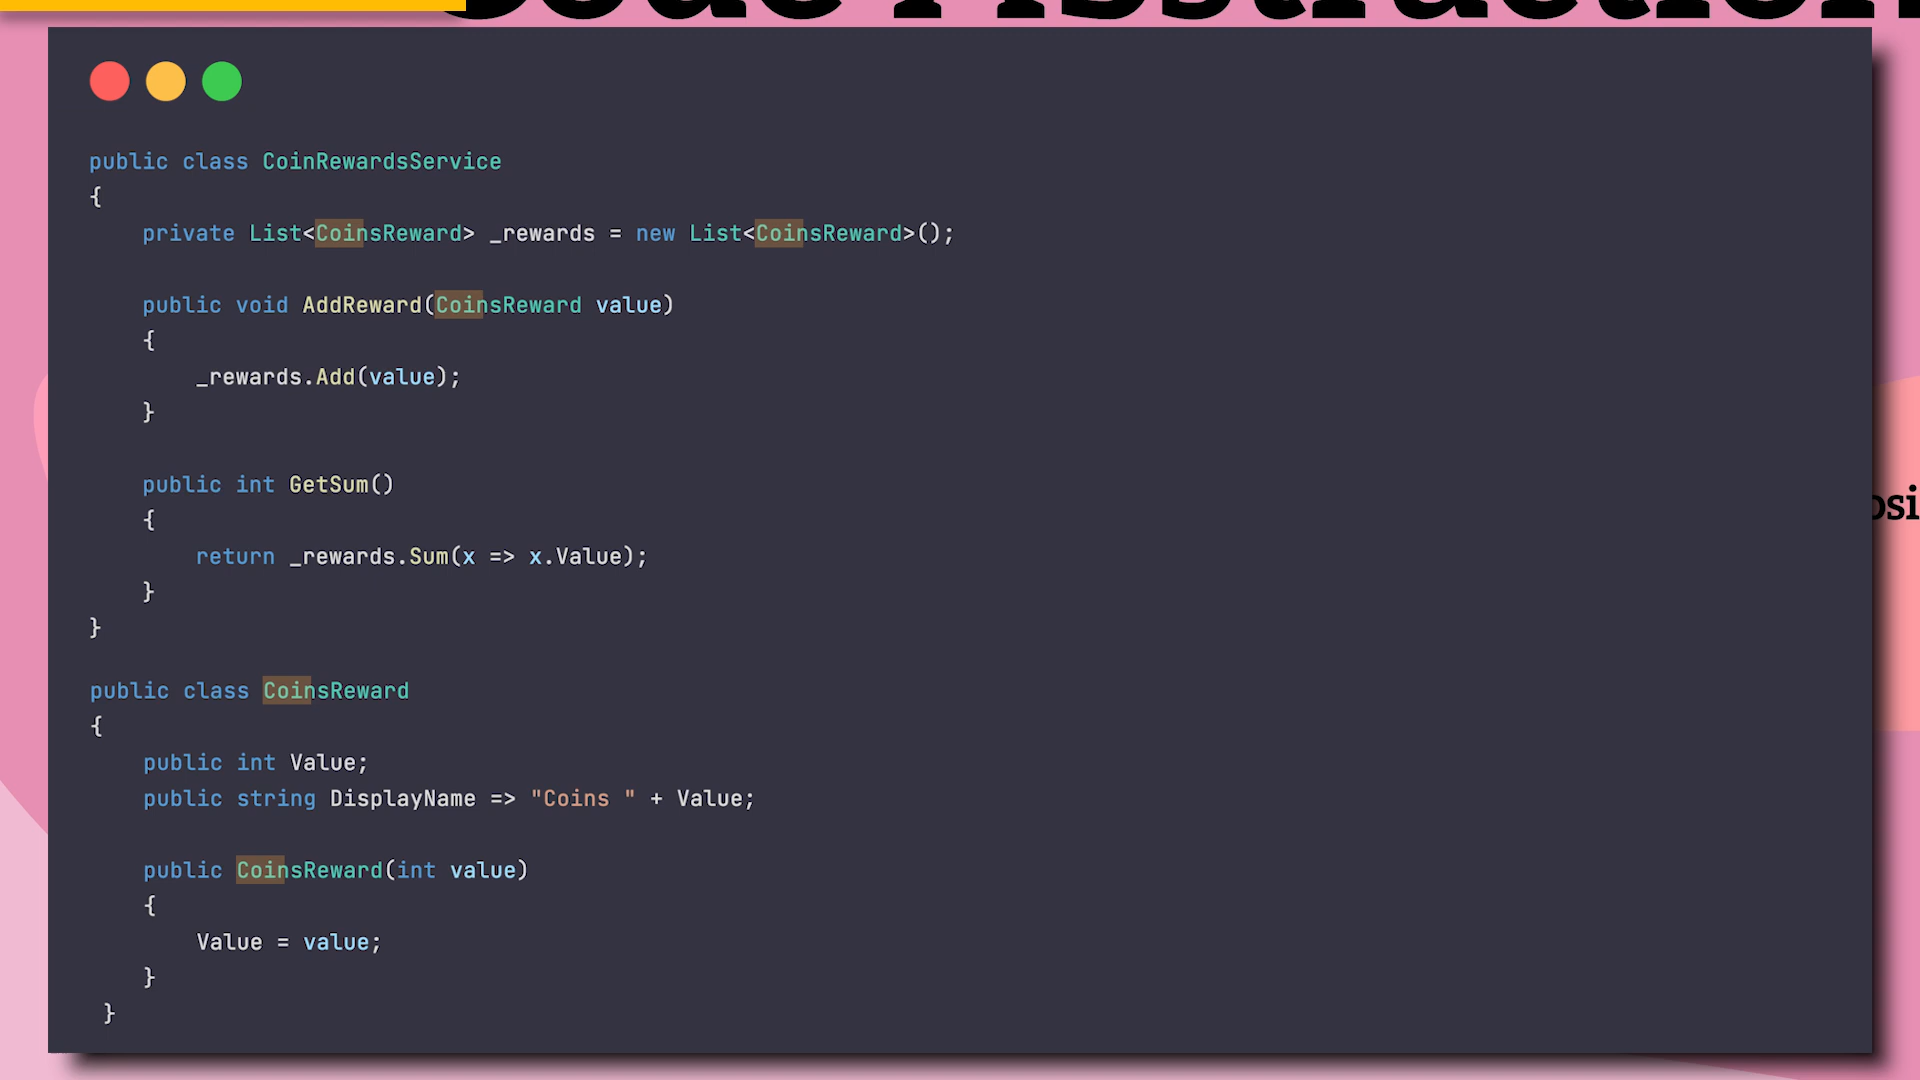 public class CoinRewardsService
{
    private List<CoinsReward> _rewards = new List<CoinsReward>();
    public void AddReward(CoinsReward value)
    {
        _rewards.Add(value);
    }
    public int GetSum()
    {
        return _rewards.Sum(x => x.Value);
    }
}
public class CoinsReward
{
    public int Value;
    public string DisplayName => "Coins " + Value;
    public CoinsReward(int value)
    {
        Value = value;
    }
 }